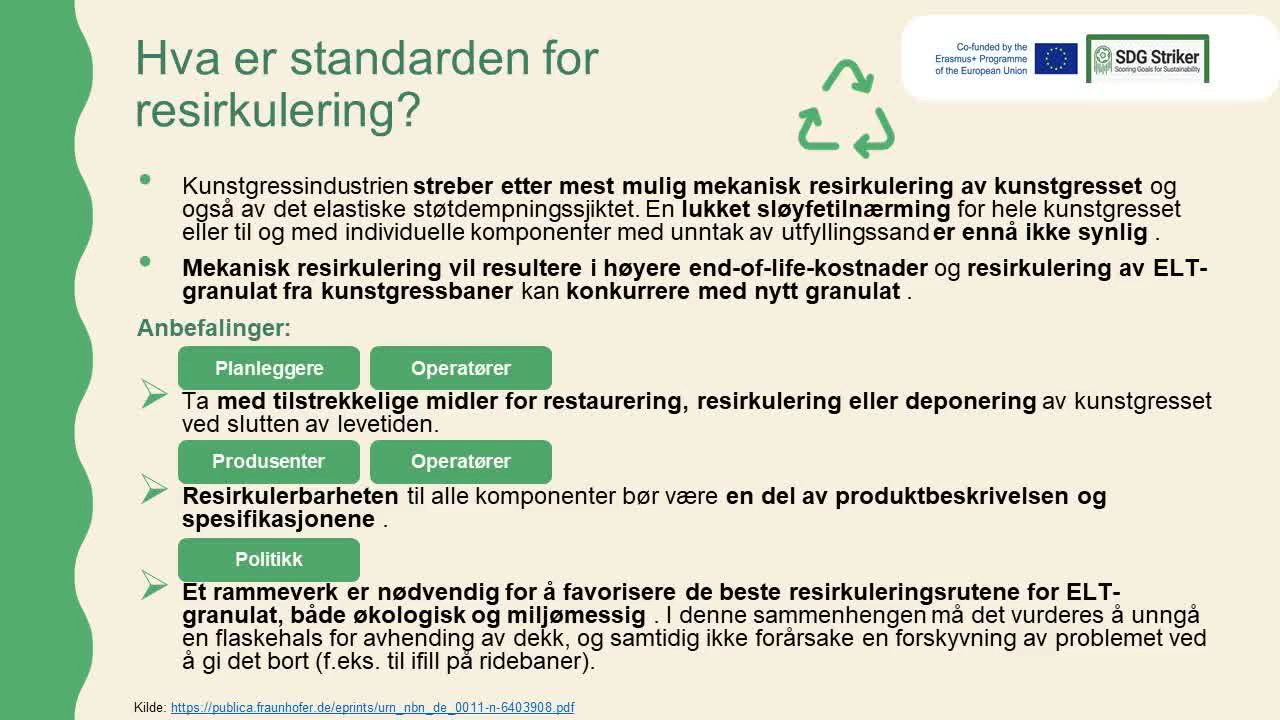 Hva er standarden for
resirkulering?
Co-funded by the
Erasmus+ Programme
of the European Union
SDG Striker
Scoring Goals for Sustainability
Kunstgressindustrien streber etter mest mulig mekanisk resirkulering av kunstgresset og
også av det elastiske støtdempningssjiktet. En lukket sløyfetilnærming for hele kunstgresset
eller til og med individuelle komponenter med unntak av utfyllingssand er ennå ikke synlig .
Mekanisk resirkulering vil resultere i høyere end-of-life-kostnader og resirkulering av ELT-
granulat fra kunstgressbaner kan konkurrere med nytt granulat .
Anbefalinger:
Planleggere Operatører
Ta med tilstrekkelige midler for restaurering, resirkulering eller deponering av kunstgresset
ved slutten av levetiden.
Produsenter Operatører
Resirkulerbarheten til alle komponenter bør være en del av produktbeskrivelsen og
spesifikasjonene .
Politikk
Et rammeverk er nødvendig for å favorisere de beste resirkuleringsrutene for ELT-
granulat, både økologisk og miljømessig . I denne sammenhengen må det vurderes å unngå
en flaskehals for avhending av dekk, og samtidig ikke forårsake en forskyvning av problemet ved
å gi det bort (f.eks. til ifill på ridebaner).
Kilde: https://publica.fraunhofer.de/eprints/urn_nbn_de_0011-n-6403908.pdf